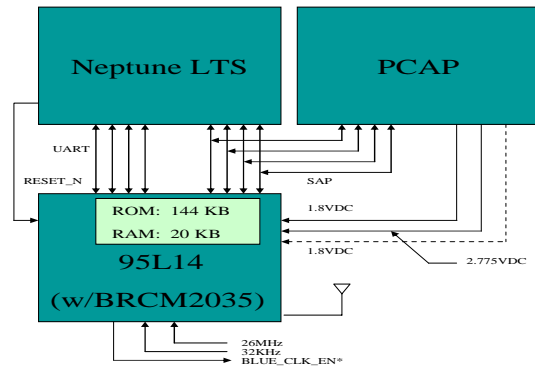 Neptune LTS
PCAP
UART
RESET_N
SAP
ROM: 144 KB
RAM: 20 KB
1.8VDC
95L14
1.8VDC
2.775VDC
(w/BRCM2035)
26MHz
32KHz
BLUE_CLK_EN*